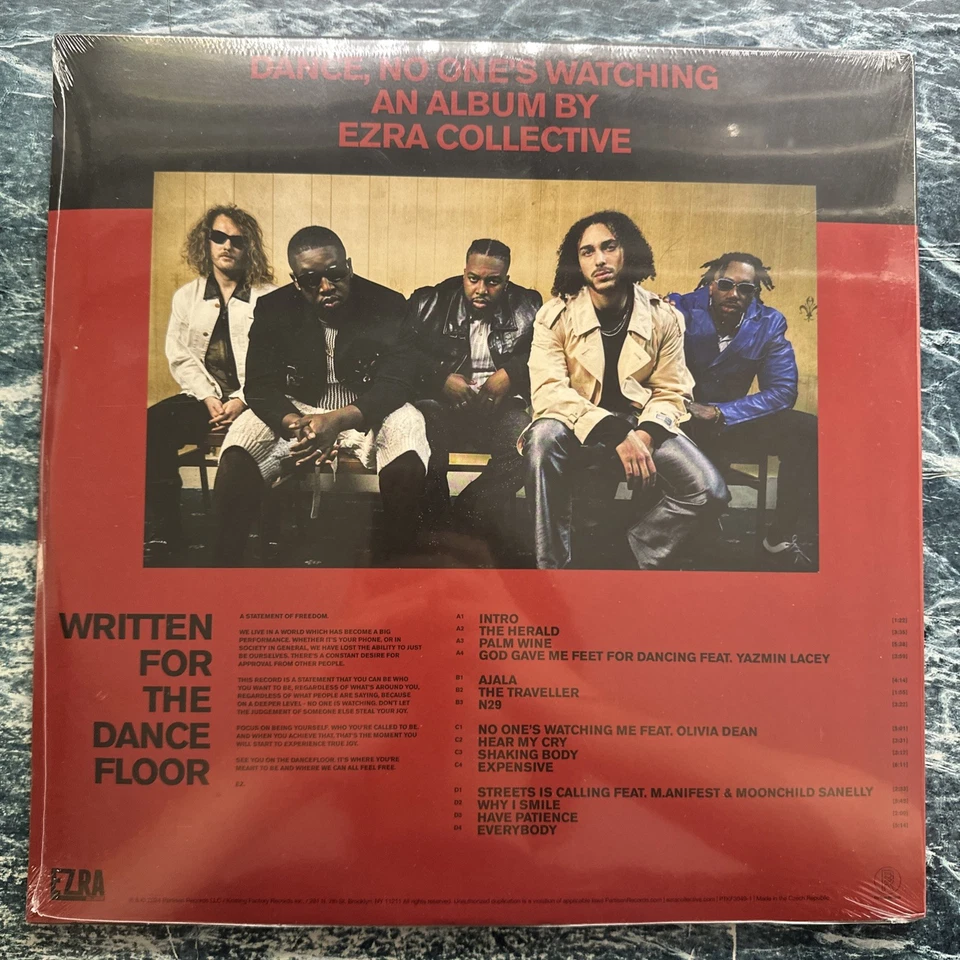 DANCE, NO ONE'S WATCHING
AN ALBUM BY
EZRA COLLECTIVE
WRITTEN
FOR
THE
DANCE
FLOOR
A STATEMENT OF FREEDOM.
WE LIVE IN A WORLD WHICH HAS BECOME A BIG
PERFORMANCE. WHETHER IT'S YOUR PHONE, OR IN
SOCIETY IN GENERAL, WE HAVE LOST THE ABILITY TO JUST
BE OURSELVES. THERE'S A CONSTANT DESIRE FOR
APPROVAL FROM OTHER PEOPLE.
THIS RECORD IS A STATEMENT THAT YOU CAN BE WHO
YOU WANT TO BE, REGARDLESS OF WHAT'S AROUND YOU,
REGARDLESS OF WHAT PEOPLE ARE SAYING, BECAUSE
ON A DEEPER LEVEL - NO ONE IS WATCHING. DON'T LET
THE JUDGEMENT OF SOMEONE ELSE STEAL YOUR JOY.
FOCUS ON BEING YOURSELF. WHO YOU'RE CALLED TO BE.
AND WHEN YOU ACHIEVE THAT, THAT'S THE MOMENT YOU
WILL START TO EXPERIENCE TRUE JOY.
SEE YOU ON THE DANCEFLOOR. IT'S WHERE YOU'RE
MEANT TO BE AND WHERE WE CAN ALL FEEL FREE.
EZ.
A1 INTRO
A2 THE HERALD
A3 PALM WINE
A4 GOD GAVE ME FEET FOR DANCING FEAT. YAZMIN LACEY
B1 AJALA
B2 THE TRAVELLER
B3 N29
C1 NO ONE'S WATCHING ME FEAT. OLIVIA DEAN
C2 HEAR MY CRY
C3 SHAKING BODY
C4 EXPENSIVE
D1 STREETS IS CALLING FEAT. M.ANIFEST & MOONCHILD SANELLY
D2 WHY I SMILE
D3 HAVE PATIENCE
D4 EVERYBODY
EZRA